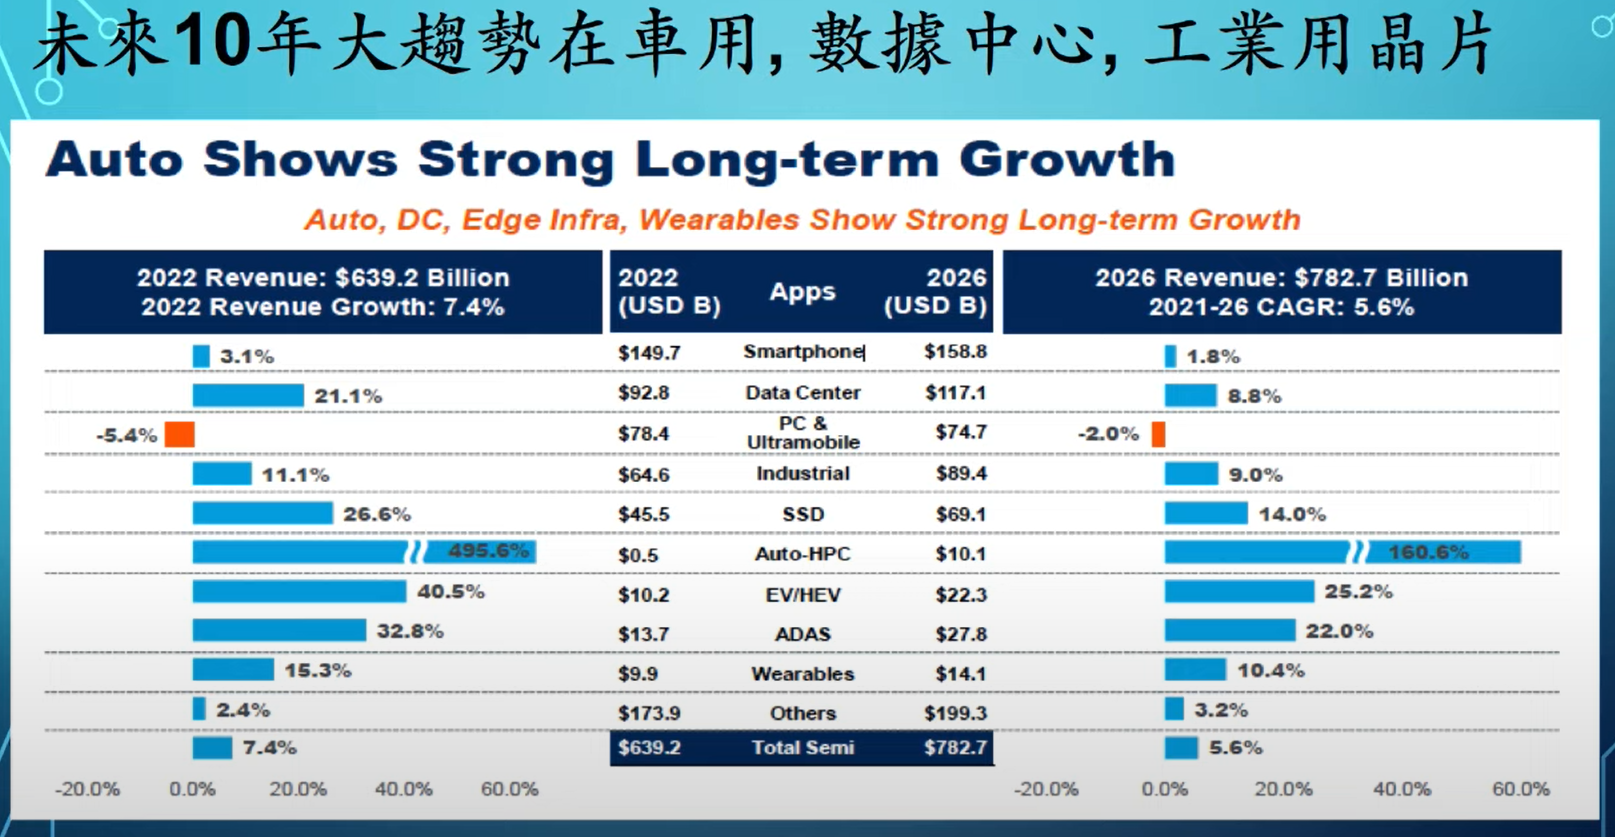 未來10年大趨勢在車用, 數據中心, 工業用晶片
Auto Shows Strong Long-term Growth
Auto, DC, Edge Infra, Wearables Show Strong Long-term Growth
2022 Revenue: $639.2 Billion
2022 Revenue Growth: 7.4%
2022 (USD B) Apps 2026 (USD B)
2026 Revenue: $782.7 Billion
2021-26 CAGR: 5.6%
3.1% $149.7 Smartphone $158.8 1.8%
21.1% $92.8 Data Center $117.1 8.8%
-5.4% $78.4 PC & Ultramobile $74.7 -2.0%
11.1% $64.6 Industrial $89.4 9.0%
26.6% $45.5 SSD $69.1 14.0%
495.6% $0.5 Auto-HPC $10.1 160.6%
40.5% $10.2 EV/HEV $22.3 25.2%
32.8% $13.7 ADAS $27.8 22.0%
15.3% $9.9 Wearables $14.1 10.4%
2.4% $173.9 Others $199.3 3.2%
7.4% $639.2 Total Semi $782.7 5.6%
-20.0% 0.0% 20.0% 40.0% 60.0% -20.0% 0.0% 20.0% 40.0% 60.0%